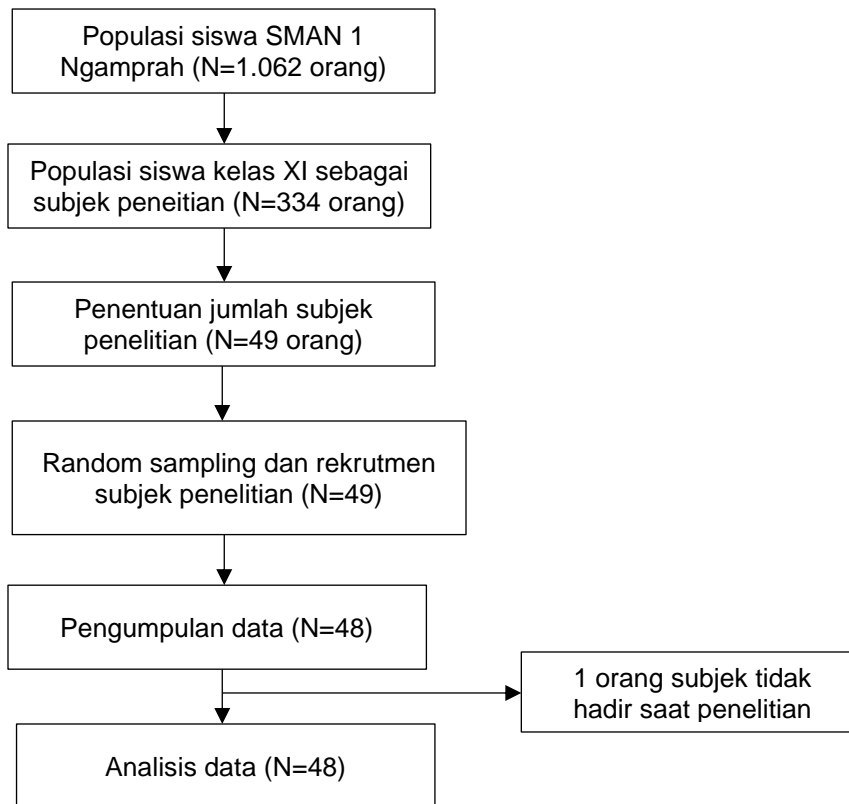 Populasi siswa SMAN 1
Ngamprah (N=1.062 orang)
Populasi siswa kelas XI sebagai
subjek peneitian (N=334 orang)
Penentuan jumlah subjek
penelitian (N=49 orang)
Random sampling dan rekrutmen
subjek penelitian (N=49)
Pengumpulan data (N=48)
1 orang subjek tidak
hadir saat penelitian
Analisis data (N=48)